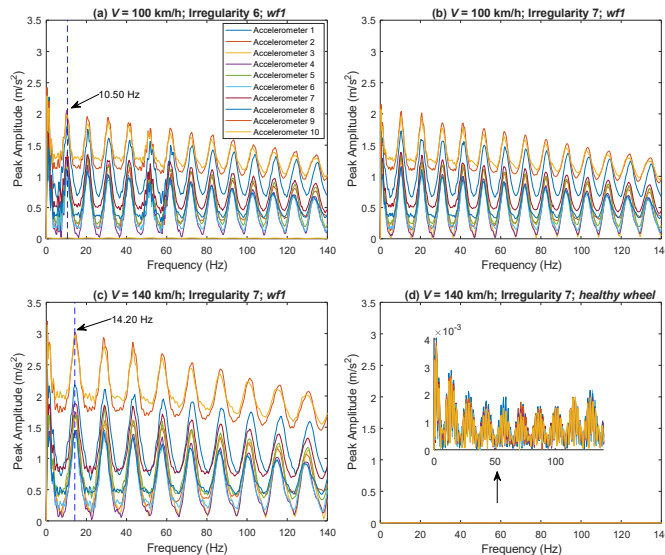 (a) V = 100 km/h; Irregularity 6; wf1
Peak Amplitude (m/s²)
3.5
3
2.5
2
1.5
1
0.5
0
10.50 Hz
Accelerometer 1
Accelerometer 2
Accelerometer 3
Accelerometer 4
Accelerometer 5
Accelerometer 6
Accelerometer 7
Accelerometer 8
Accelerometer 9
Accelerometer 10
0 20 40 60 80 100 120 140
Frequency (Hz)
(b) V = 100 km/h; Irregularity 7; wf1
Peak Amplitude (m/s²)
3.5
3
2.5
2
1.5
1
0.5
0
0 20 40 60 80 100 120 140
Frequency (Hz)
(c) V = 140 km/h; Irregularity 7; wf1
Peak Amplitude (m/s²)
3.5
3
2.5
2
1.5
1
0.5
0
14.20 Hz
0 20 40 60 80 100 120 140
Frequency (Hz)
(d) V = 140 km/h; Irregularity 7; healthy wheel
Peak Amplitude (m/s²)
3.5
3
2.5
2
1.5
1
0.5
0
× 10⁻³
4
3
2
1
0
0 50 100
0 20 40 60 80 100 120 140
Frequency (Hz)